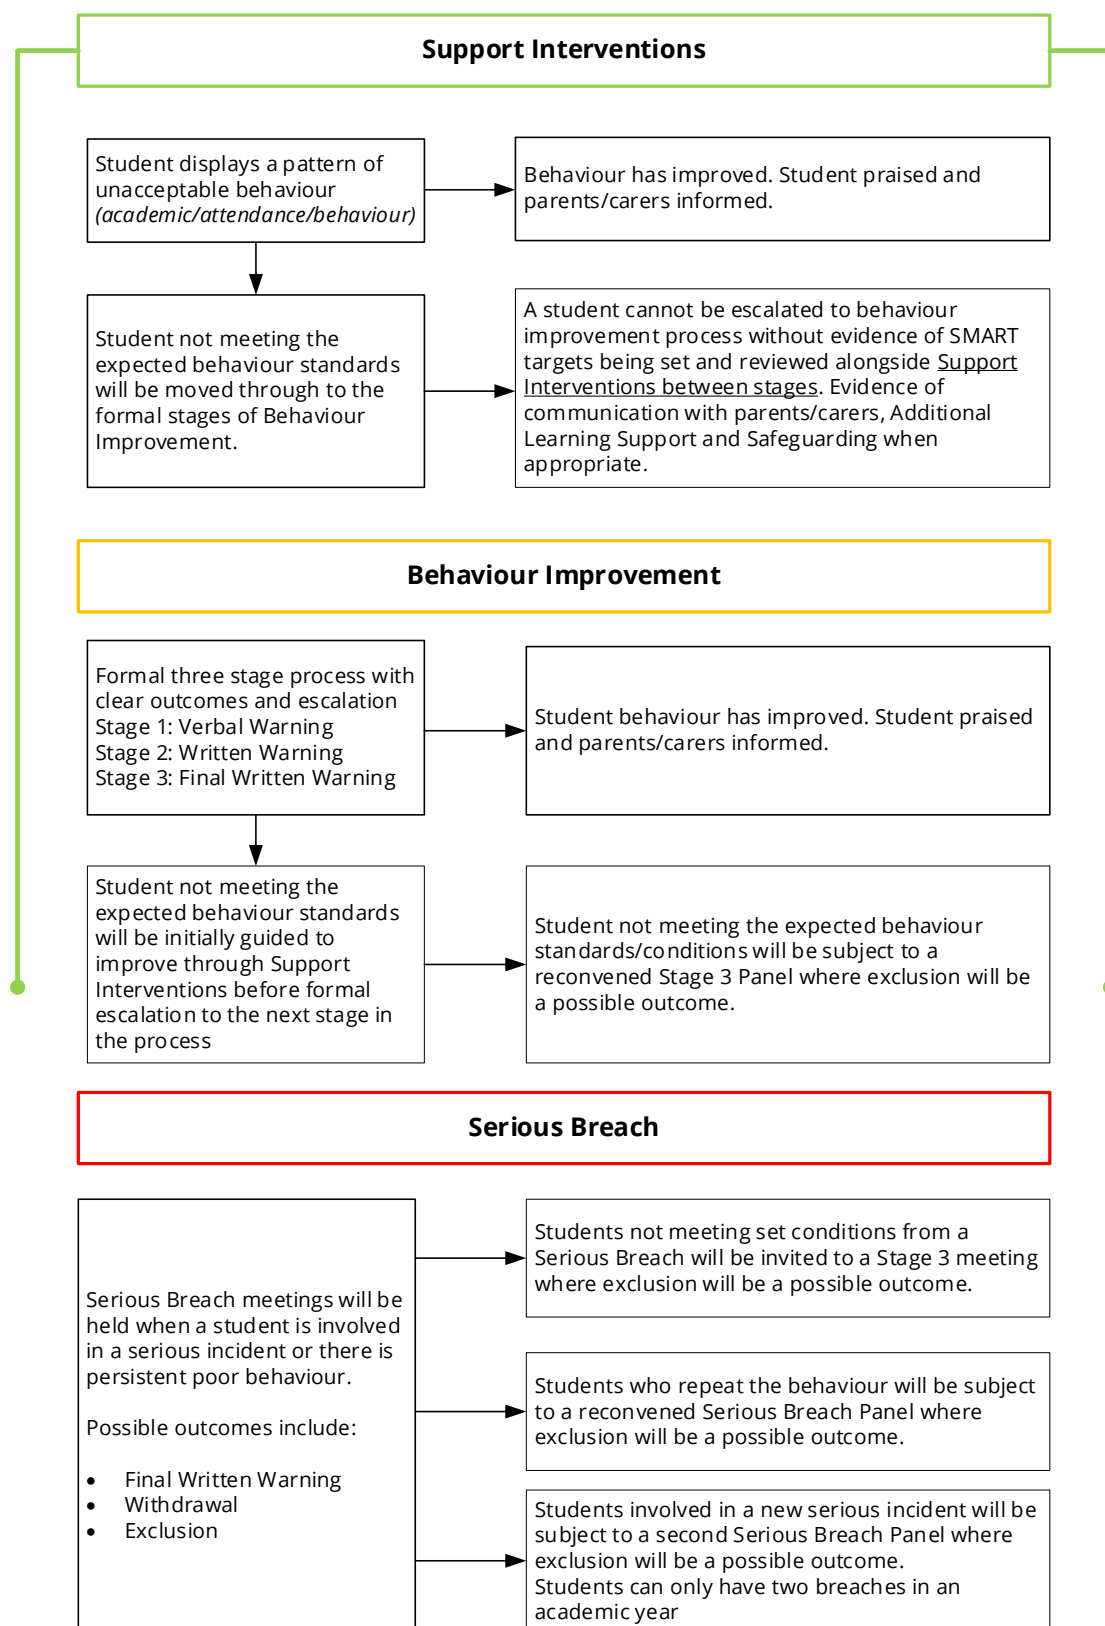 Support Interventions
Student displays a pattern of
unacceptable behaviour
(academic/attendance/behaviour)
Behaviour has improved. Student praised and
parents/carers informed.
Student not meeting the
expected behaviour standards
will be moved through to the
formal stages of Behaviour
Improvement.
A student cannot be escalated to behaviour
improvement process without evidence of SMART
targets being set and reviewed alongside Support
Interventions between stages. Evidence of
communication with parents/carers, Additional
Learning Support and Safeguarding when
appropriate.
Behaviour Improvement
Formal three stage process with
clear outcomes and escalation
Stage 1: Verbal Warning
Stage 2: Written Warning
Stage 3: Final Written Warning
Student behaviour has improved. Student praised
and parents/carers informed.
Student not meeting the
expected behaviour standards
will be initially guided to
improve through Support
Interventions before formal
escalation to the next stage in
the process
Student not meeting the expected behaviour
standards/conditions will be subject to a
reconvened Stage 3 Panel where exclusion will be
a possible outcome.
Serious Breach
Serious Breach meetings will be
held when a student is involved
in a serious incident or there is
persistent poor behaviour.
Possible outcomes include:
• Final Written Warning
• Withdrawal
• Exclusion
Students not meeting set conditions from a
Serious Breach will be invited to a Stage 3 meeting
where exclusion will be a possible outcome.
Students who repeat the behaviour will be subject
to a reconvened Serious Breach Panel where
exclusion will be a possible outcome.
Students involved in a new serious incident will be
subject to a second Serious Breach Panel where
exclusion will be a possible outcome.
Students can only have two breaches in an
academic year